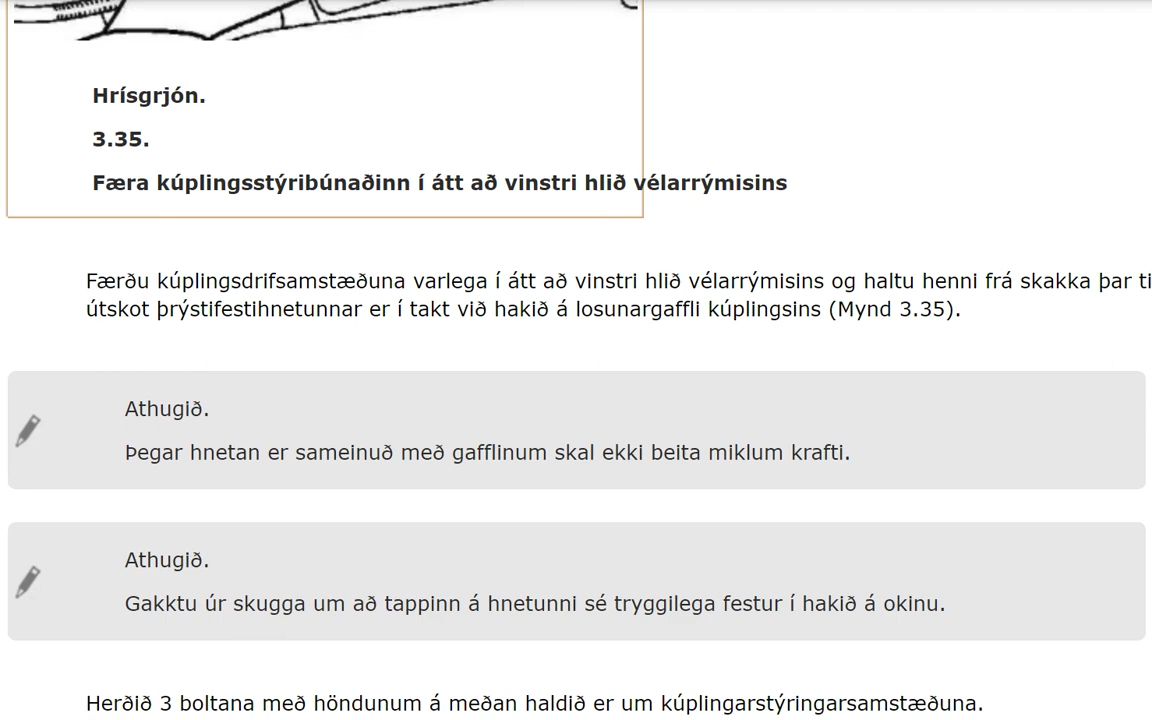 Hrísgrjón.
3.35.
Færa kúplingsstýribúnaðinn í átt að vinstri hlið vélarrýmisins
Færðu kúplingsdrifsamstæðuna varlega í átt að vinstri hlið vélarrýmisins og haltu henni frá skakka þar ti
útskot þrýstifestihnetunnar er í takt við hakið á losunargaffli kúplingsins (Mynd 3.35).
Athugið.
Þegar hnetan er sameinuð með gafflinum skal ekki beita miklum krafti.
Athugið.
Gakktu úr skugga um að tappinn á hnetunni sé tryggilega festur í hakið á okinu.
Herðið 3 boltana með höndunum á meðan haldið er um kúplingarstýringarsamstæðuna.